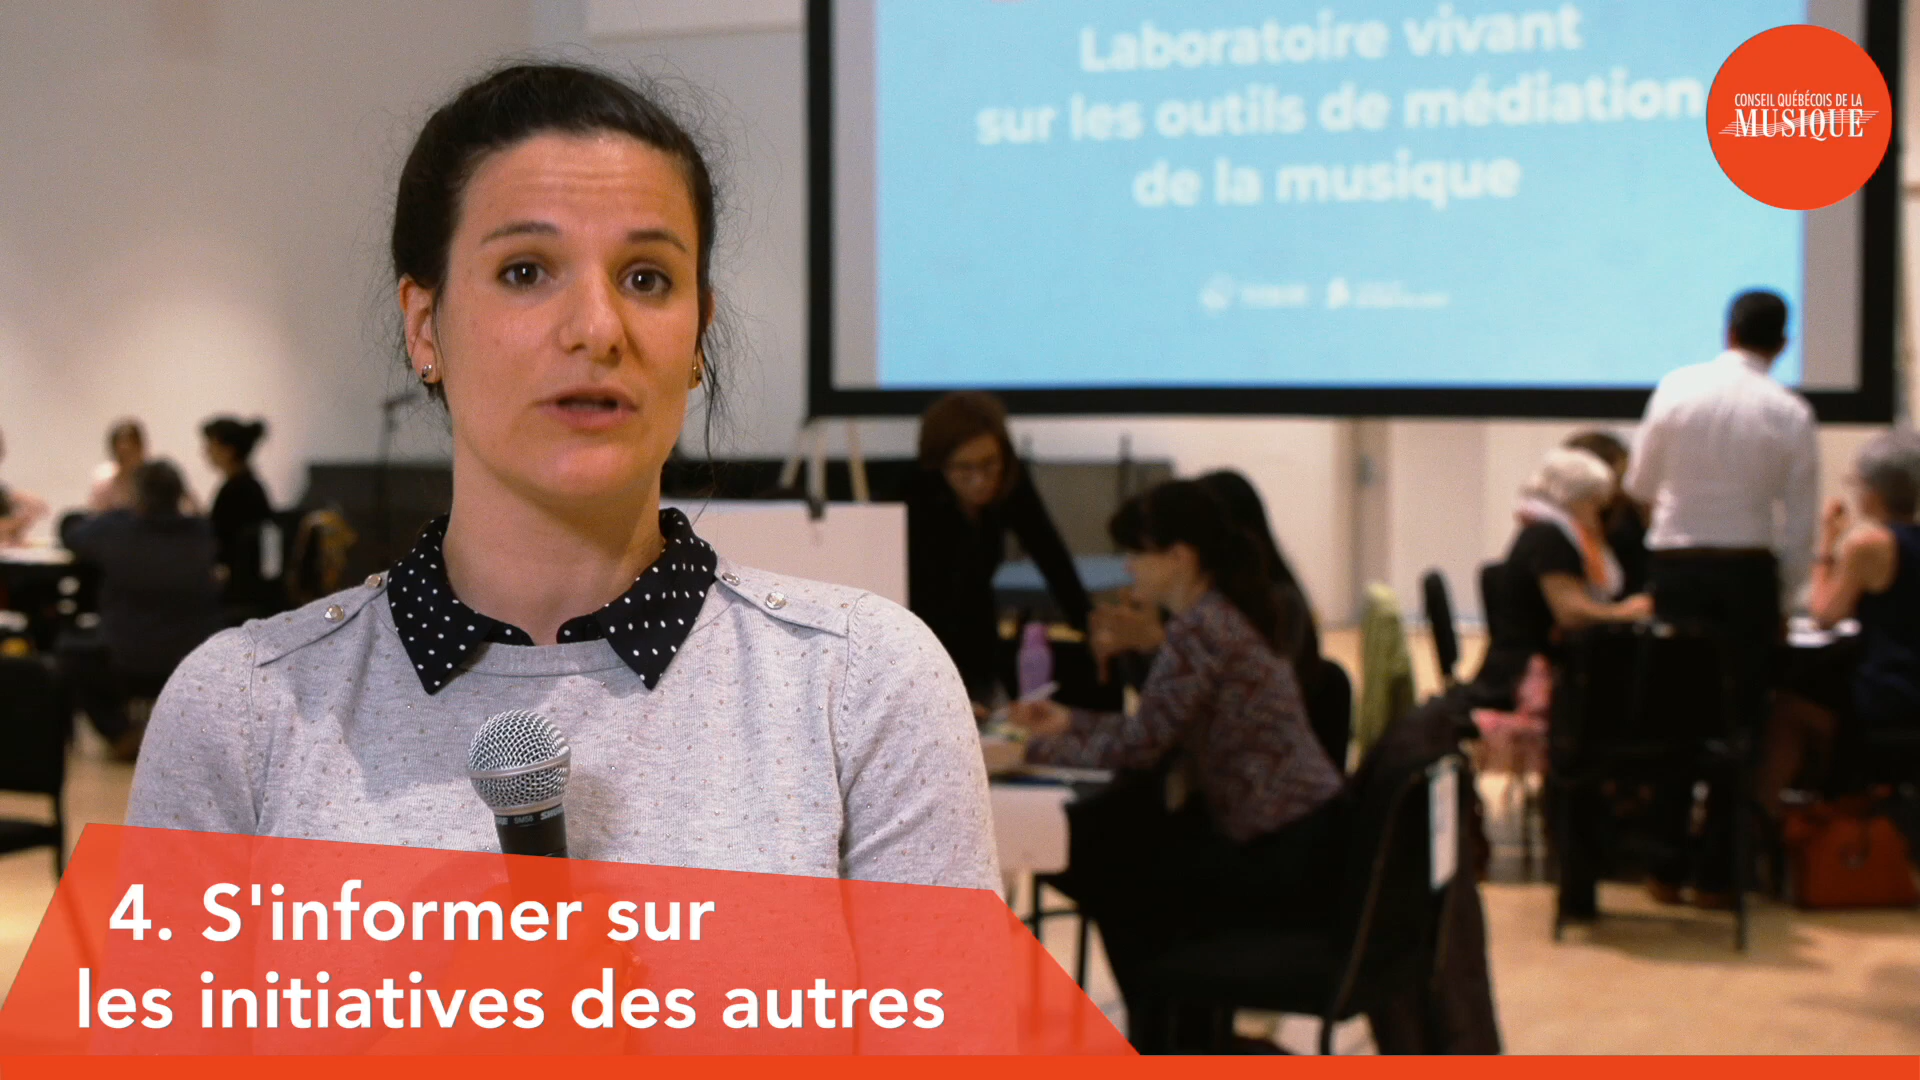 Laboratoire vivant
sur les outils de médiation
de la musique
CONSEIL QUÉBÉCOIS DE LA
MUSIQUE
SM58
4. S'informer sur
les initiatives des autres